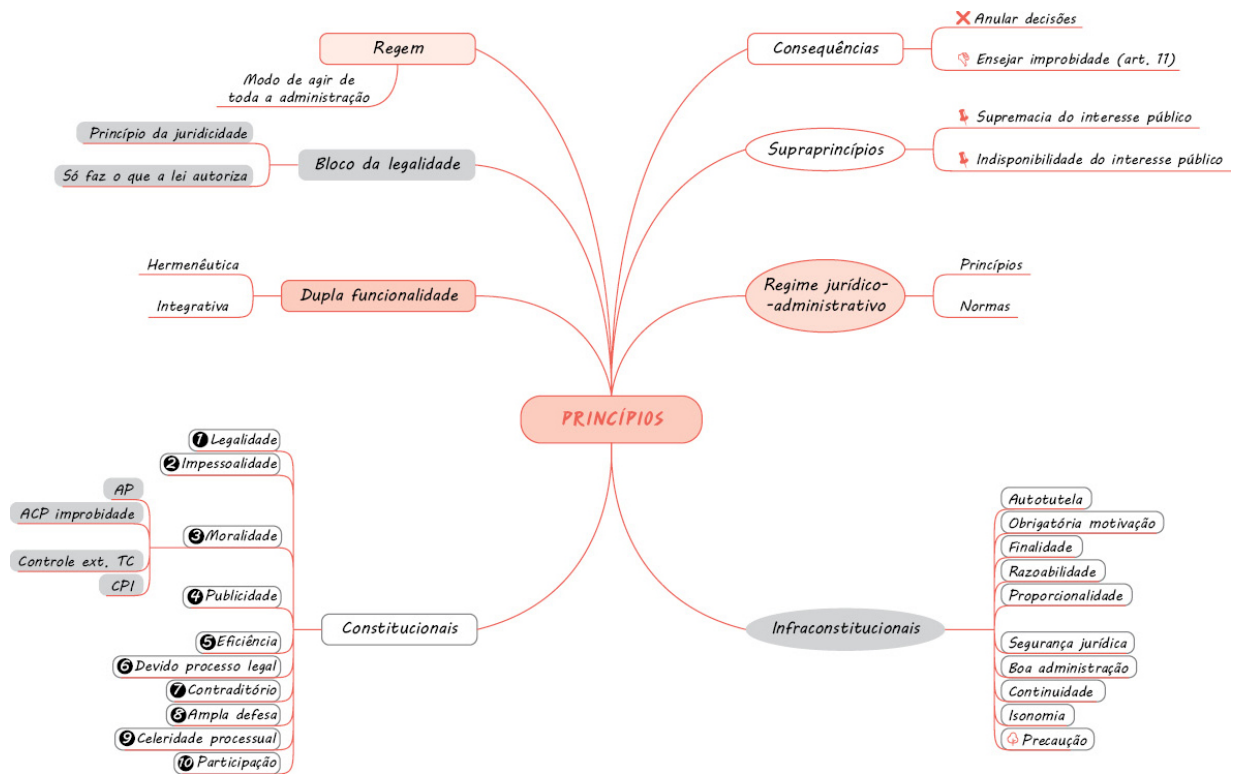 Regem
Modo de agir de
toda a administração
Princípio da juridicidade
Só faz o que a lei autoriza
Bloco da legalidade
Hermenêutica
Integrativa
Dupla funcionalidade
Consequências
Anular decisões
Ensejar improbidade (art. 11)
Supraprincípios
Supremacia do interesse público
Indisponibilidade do interesse público
Regime jurídico-
-administrativo
Princípios
Normas
PRINCÍPIOS
1 Legalidade
2 Impessoalidade
AP
ACP improbidade
Controle ext. TC
CPI
3 Moralidade
4 Publicidade
5 Eficiência
6 Devido processo legal
7 Contraditório
8 Ampla defesa
9 Celeridade processual
10 Participação
Constitucionais
Infraconstitucionais
Autotutela
Obrigatória motivação
Finalidade
Razoabilidade
Proporcionalidade
Segurança jurídica
Boa administração
Continuidade
Isonomia
Precaução